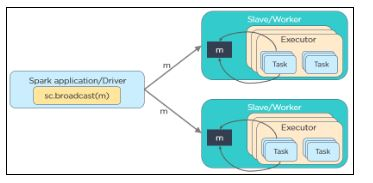 Slave/Worker
Executor
m
Task
Task
m
Spark application/Driver
sc.broadcast(m)
m
Slave/Worker
Executor
m
Task
Task